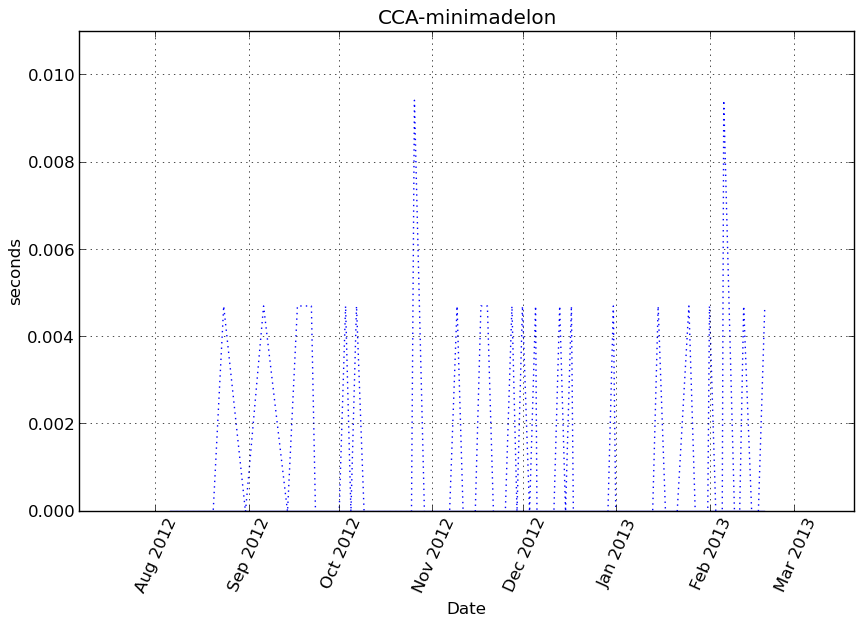 CCA-minimadelon
0.010
0.008
0.006
0.004
0.002
0.000
seconds
Aug 2012
Sep 2012
Oct 2012
Nov 2012
Dec 2012
Jan 2013
Feb 2013
Mar 2013
Date